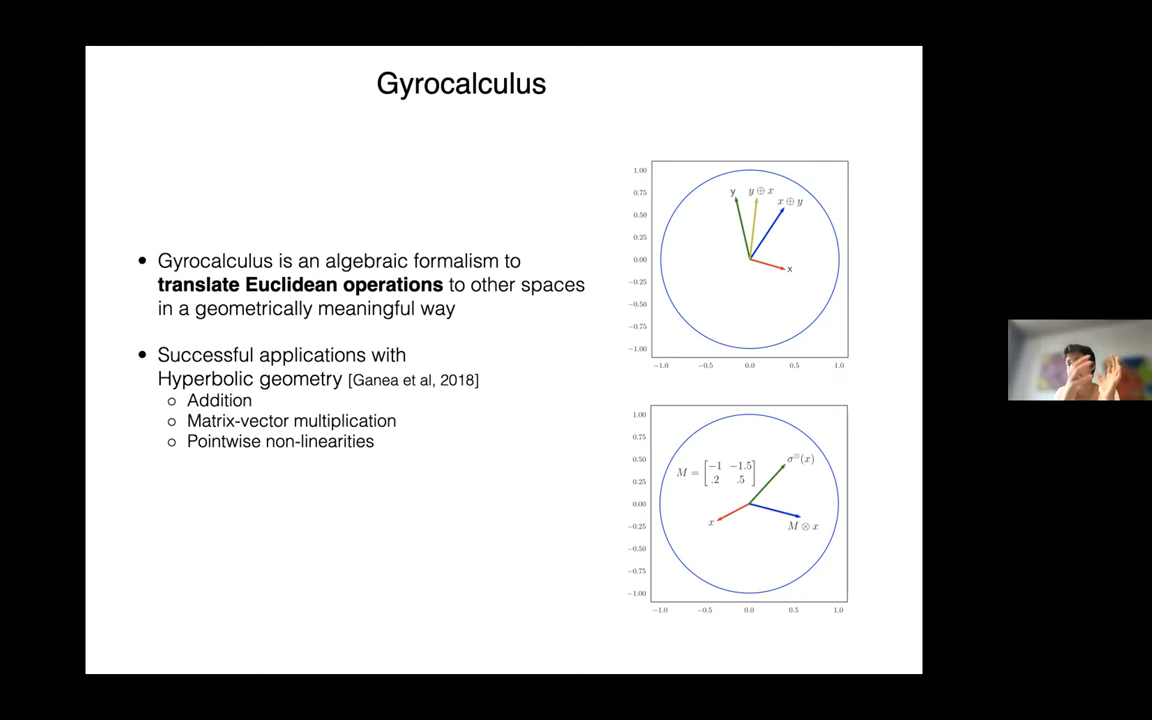 Gyrocalculus
• Gyrocalculus is an algebraic formalism to
translate Euclidean operations to other spaces
in a geometrically meaningful way
• Successful applications with
Hyperbolic geometry [Ganea et al, 2018]
○ Addition
○ Matrix-vector multiplication
○ Pointwise non-linearities
1.00
0.75
0.50
0.25
0.00
−0.25
−0.50
−0.75
−1.00
−1.0 −0.5 0.0 0.5 1.0
y y ⊕ x
x ⊕ y
x
1.00
0.75
0.50
0.25
0.00
−0.25
−0.50
−0.75
−1.00
−1.0 −0.5 0.0 0.5 1.0
M = [−1 −1.5
.2 .5]
σ⊗(x)
x
M ⊗ x